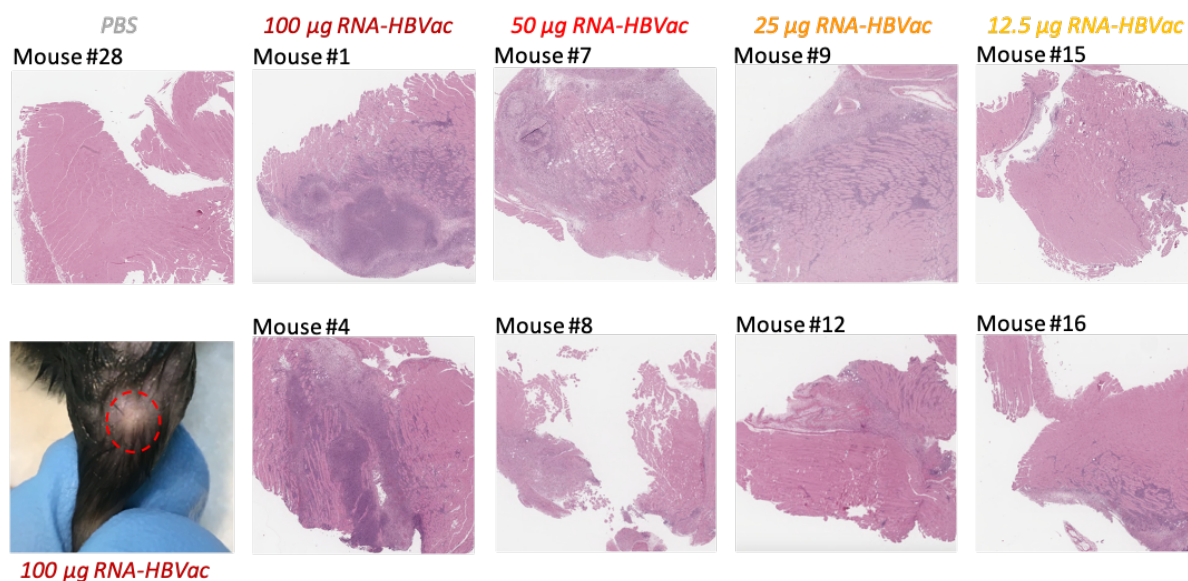 PBS
100 µg RNA-HBVac
50 µg RNA-HBVac
25 µg RNA-HBVac
12.5 µg RNA-HBVac
Mouse #28
Mouse #1
Mouse #7
Mouse #9
Mouse #15
Mouse #4
Mouse #8
Mouse #12
Mouse #16
100 µg RNA-HBVac